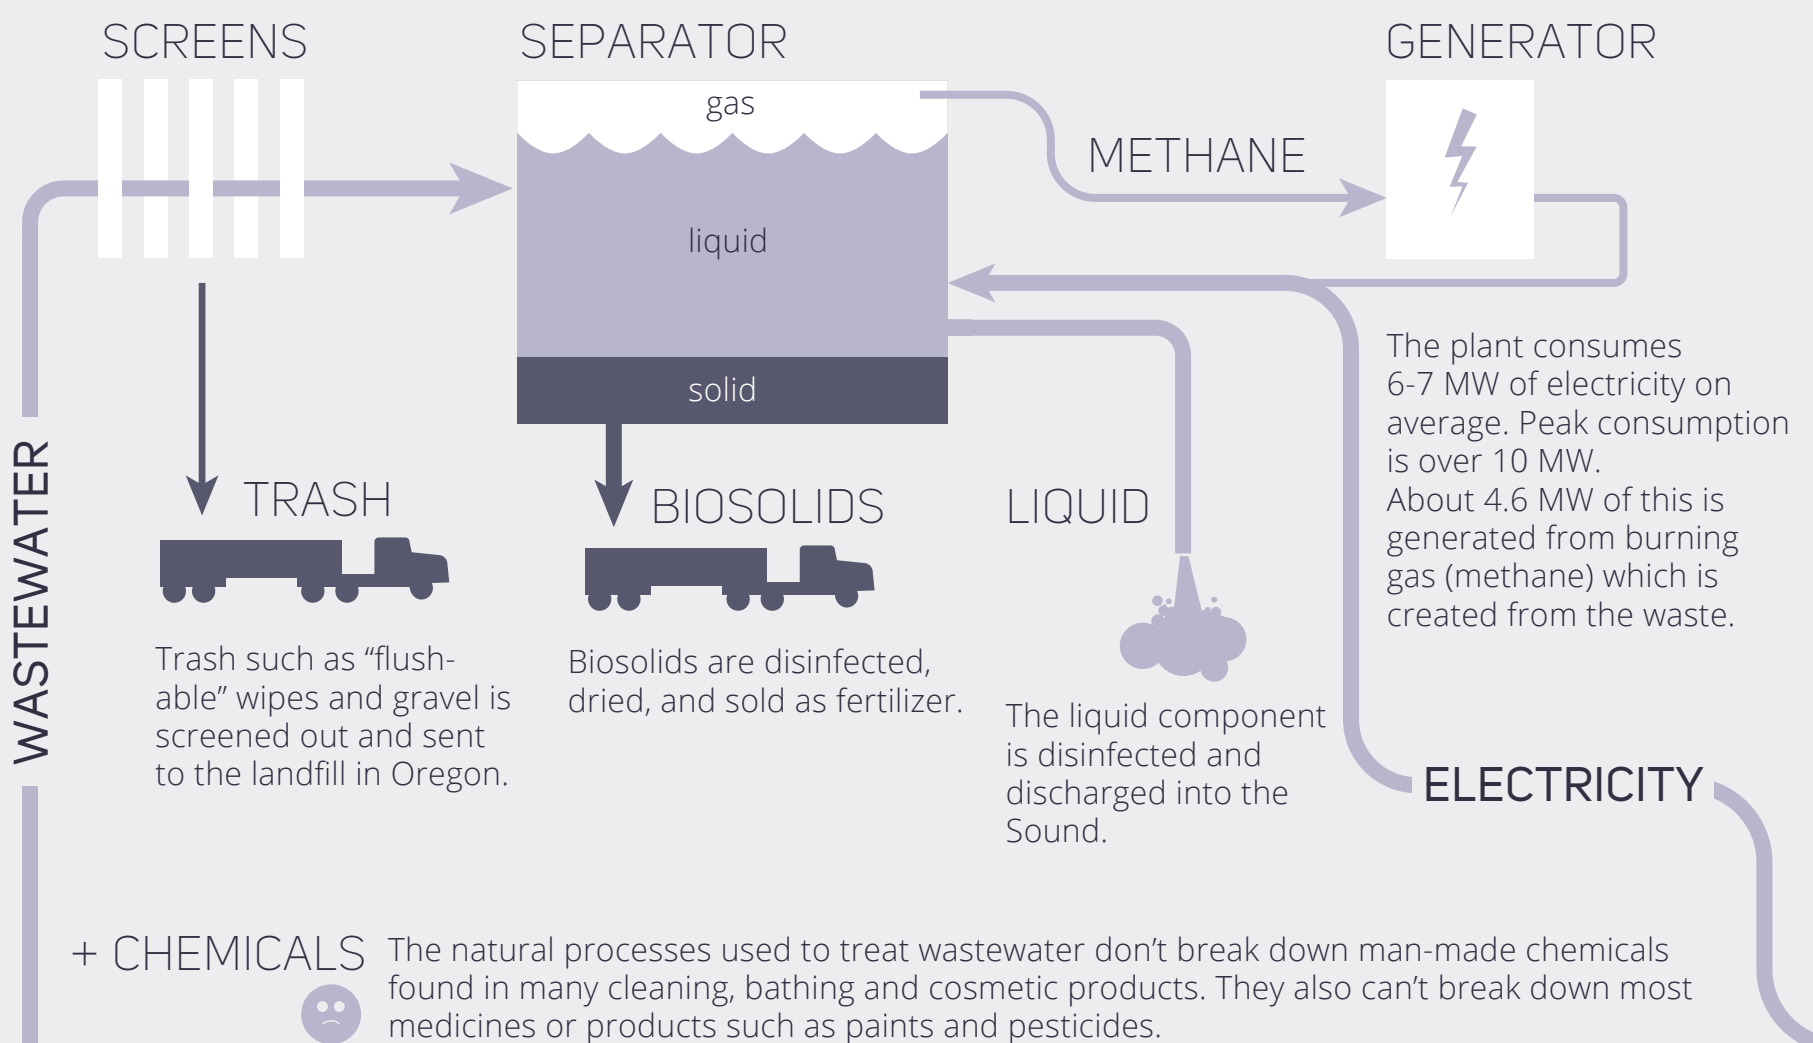 SCREENS
SEPARATOR
GENERATOR
gas
METHANE
liquid
solid
WASTEWATER
TRASH
Trash such as “flush-
able” wipes and gravel is
screened out and sent
to the landfill in Oregon.
BIOSOLIDS
Biosolids are disinfected,
dried, and sold as fertilizer.
LIQUID
The liquid component
is disinfected and
discharged into the
Sound.
The plant consumes
6-7 MW of electricity on
average. Peak consumption
is over 10 MW.
About 4.6 MW of this is
generated from burning
gas (methane) which is
created from the waste.
ELECTRICITY
+ CHEMICALS
The natural processes used to treat wastewater don’t break down man-made chemicals
found in many cleaning, bathing and cosmetic products. They also can’t break down most
medicines or products such as paints and pesticides.